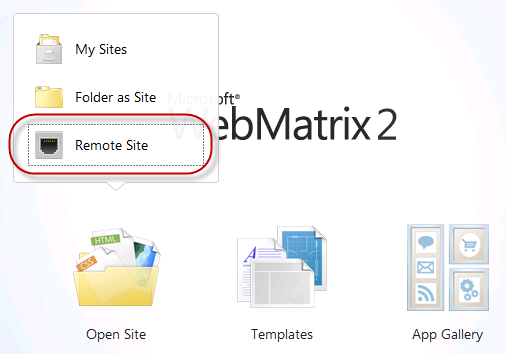 My Sites
Folder as Site
Microsoft®
WebMatrix 2
Remote Site
HTML
CSS
A
Open Site
Templates
App Gallery